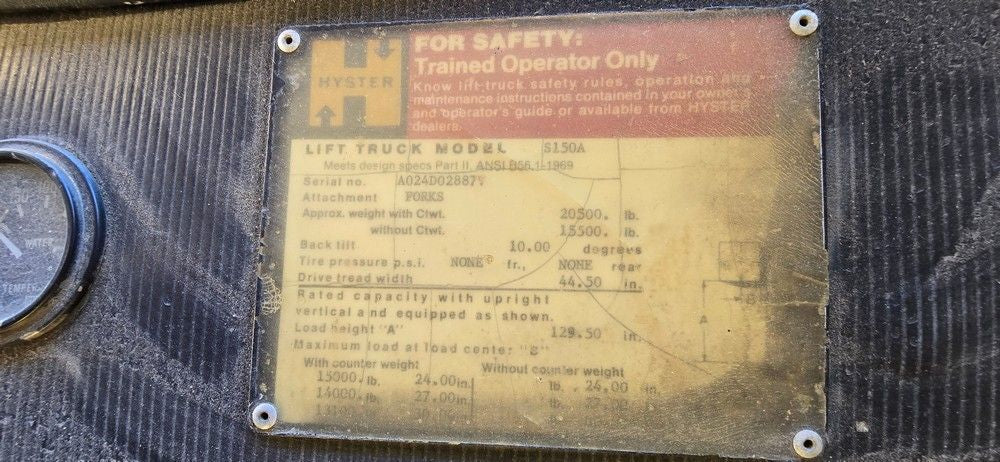 HYSTER
FOR SAFETY:
Trained Operator Only
Know lift truck safety rules, operation and
maintenance instructions contained in your owner's
and operator's guide or available from HYSTER
dealers.
LIFT TRUCK MODEL S150A
Meets design specs Part II, ANSI B56.1-1969
Serial no. A024D02887
Attachment FORKS
Approx. weight with Ctwt. 20500. lb.
without Ctwt. 15500. lb.
Back tilt 10.00 degrees
Tire pressure p.s.i. NONE fr., NONE rear
Drive tread width 44.50 in.
Rated capacity with upright
vertical and equipped as shown.
Load height "A" 129.50 in.
Maximum load at load center "B"
With counter weight Without counter weight
15000. lb. 24.00 in. lb. 24.00 in.
14000. lb. 27.00 in. lb.
A
B
WATER
TEMPER